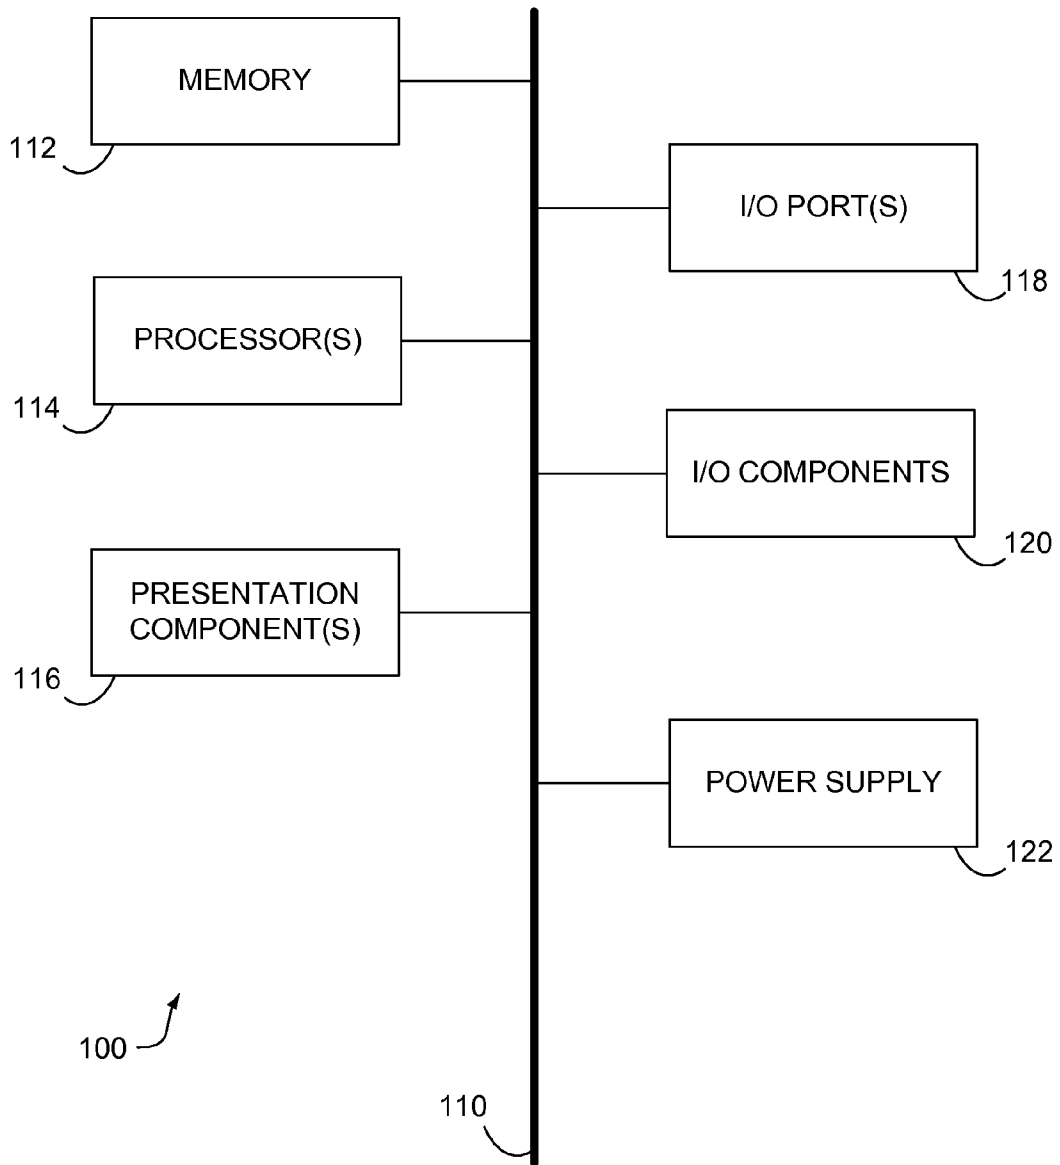 MEMORY
112
I/O PORT(S)
118
PROCESSOR(S)
114
I/O COMPONENTS
120
PRESENTATION
COMPONENT(S)
116
POWER SUPPLY
122
100
110